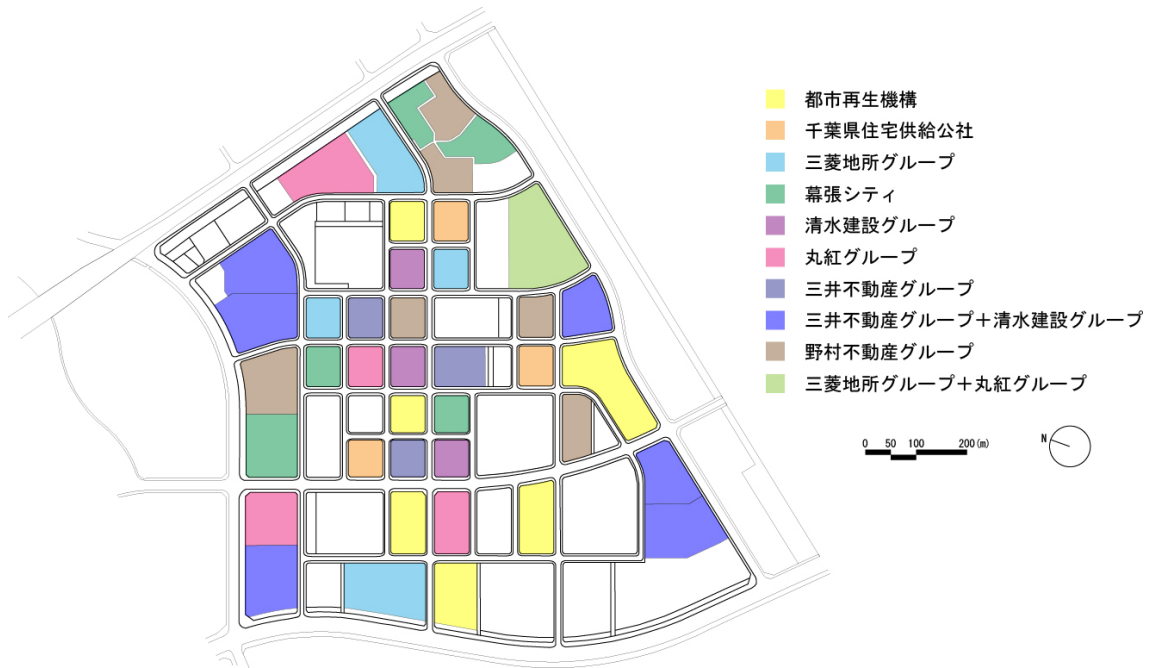 都市再生機構
千葉県住宅供給公社
三菱地所グループ
幕張シティ
清水建設グループ
丸紅グループ
三井不動産グループ
三井不動産グループ＋清水建設グループ
野村不動産グループ
三菱地所グループ＋丸紅グループ
0 50 100 200(m)
N